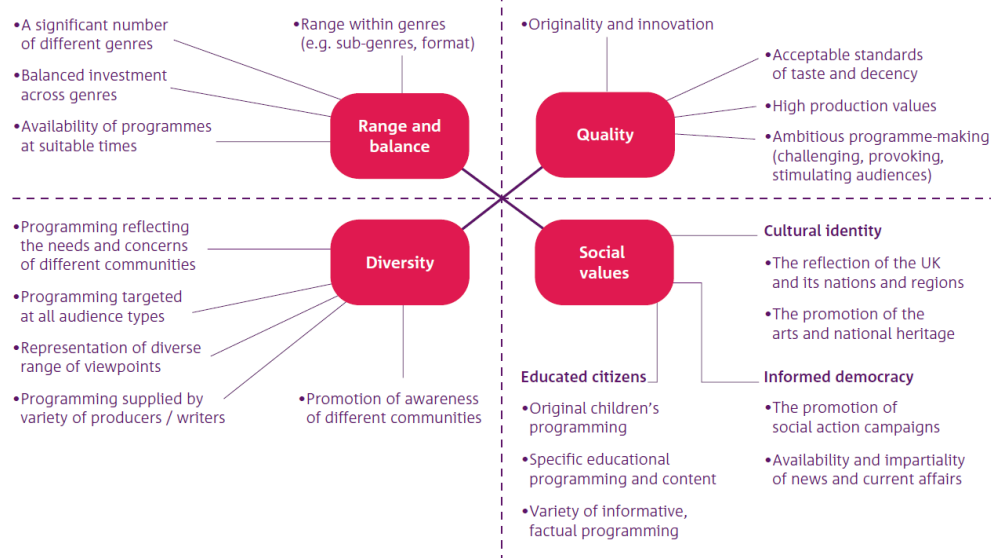 •A significant number
of different genres
•Balanced investment
across genres
•Availability of programmes
at suitable times
•Range within genres
(e.g. sub-genres, format)
Range and
balance
•Originality and innovation
•Acceptable standards
of taste and decency
•High production values
•Ambitious programme-making
(challenging, provoking,
stimulating audiences)
Quality
•Programming reflecting
the needs and concerns
of different communities
•Programming targeted
at all audience types
•Representation of diverse
range of viewpoints
•Programming supplied by
variety of producers / writers
•Promotion of awareness
of different communities
Diversity
Social
values
Cultural identity
•The reflection of the UK
and its nations and regions
•The promotion of the
arts and national heritage
Educated citizens
•Original children’s
programming
•Specific educational
programming and content
•Variety of informative,
factual programming
Informed democracy
•The promotion of
social action campaigns
•Availability and impartiality
of news and current affairs